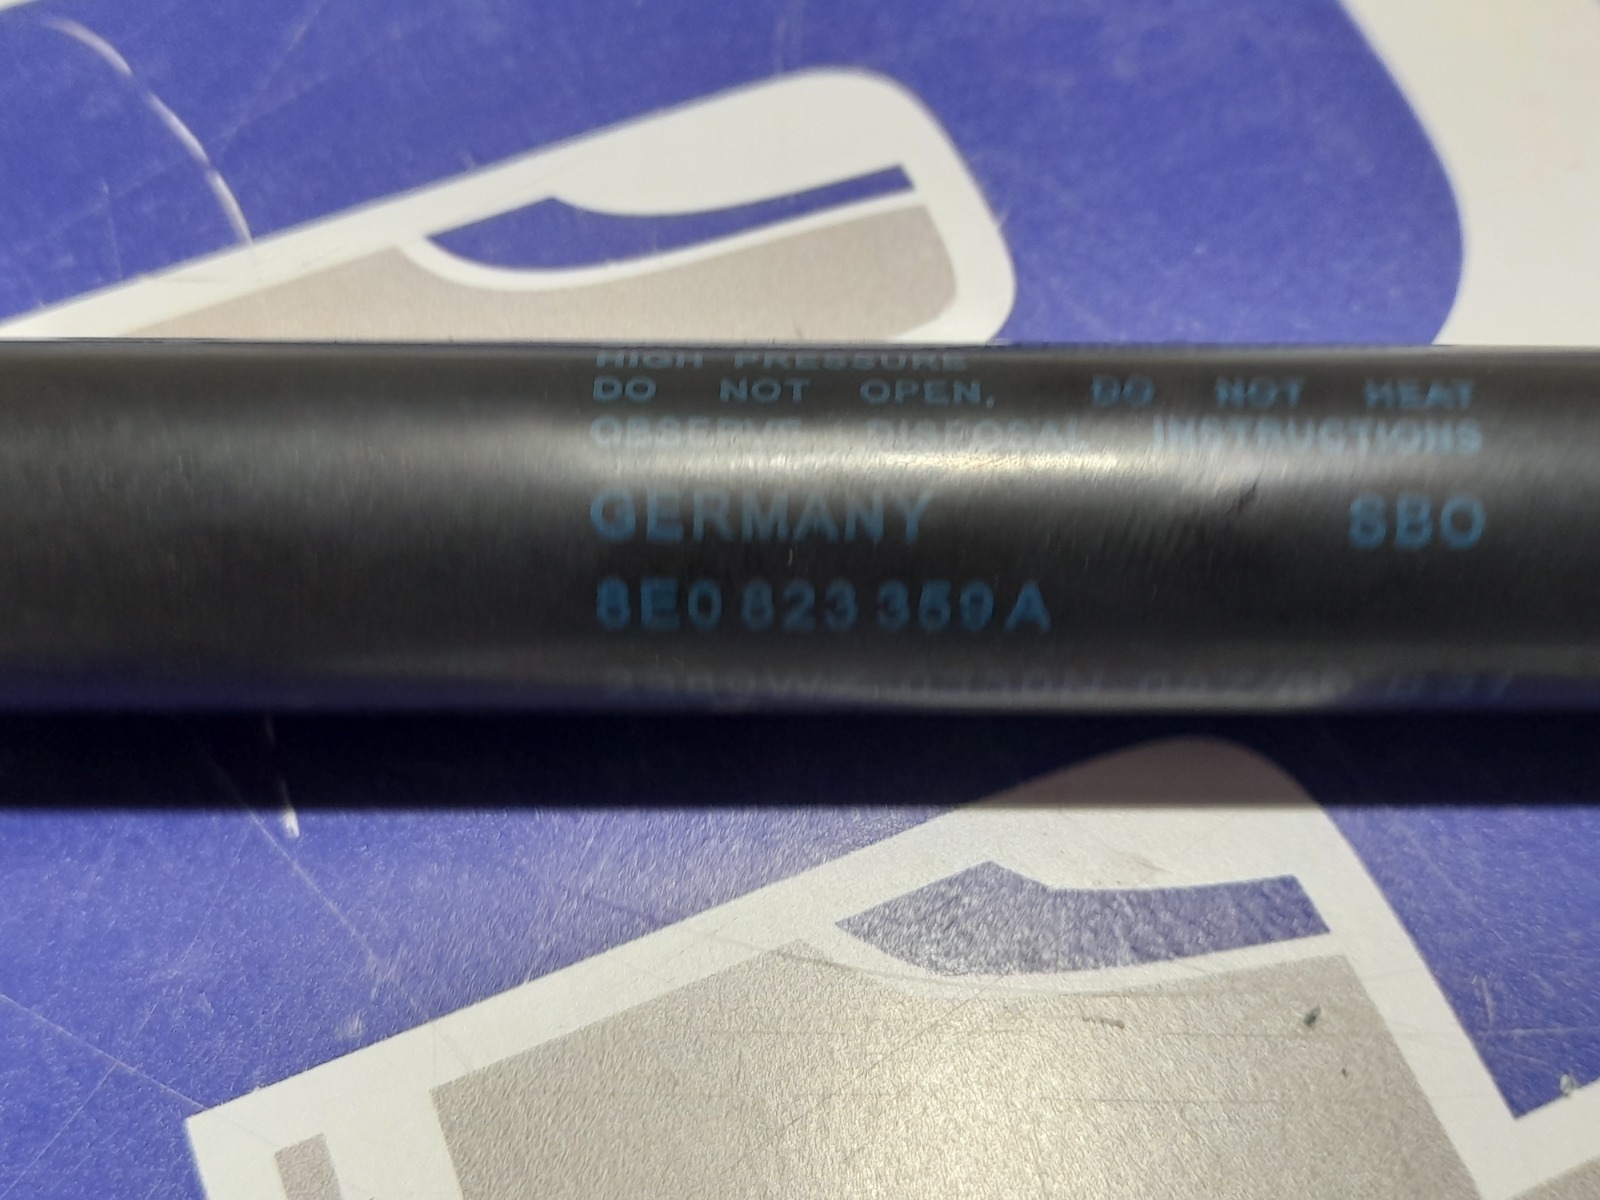 HIGH PRESSURE
DO NOT OPEN, DO NOT HEAT
OBSERVE DISPOSAL INSTRUCTIONS
GERMANY SBO
8E0 823 359 A